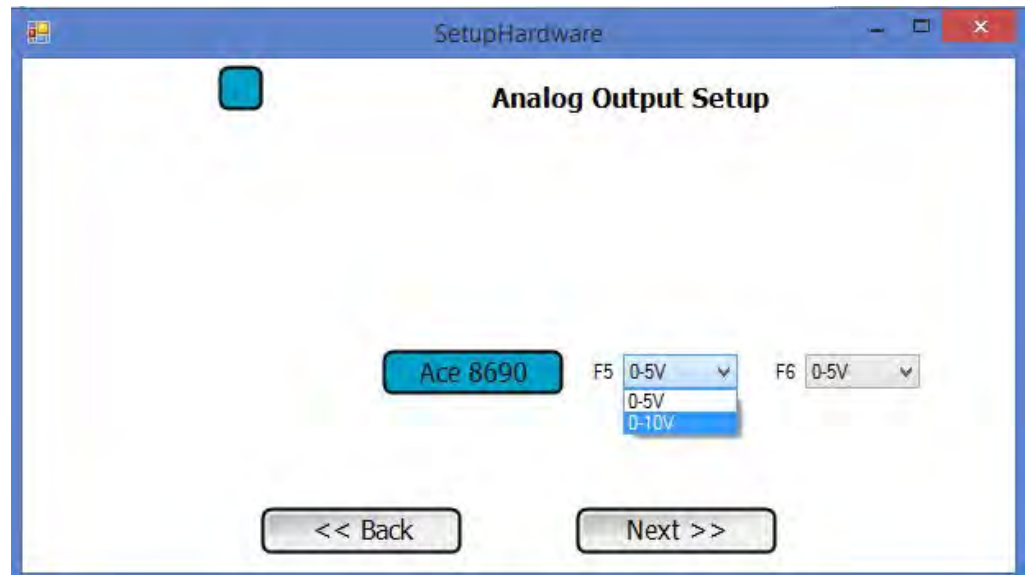 SetupHardware
Analog Output Setup
Ace 8690 F5 0-5V F6 0-5V
0-5V
0-10V
<< Back Next >>